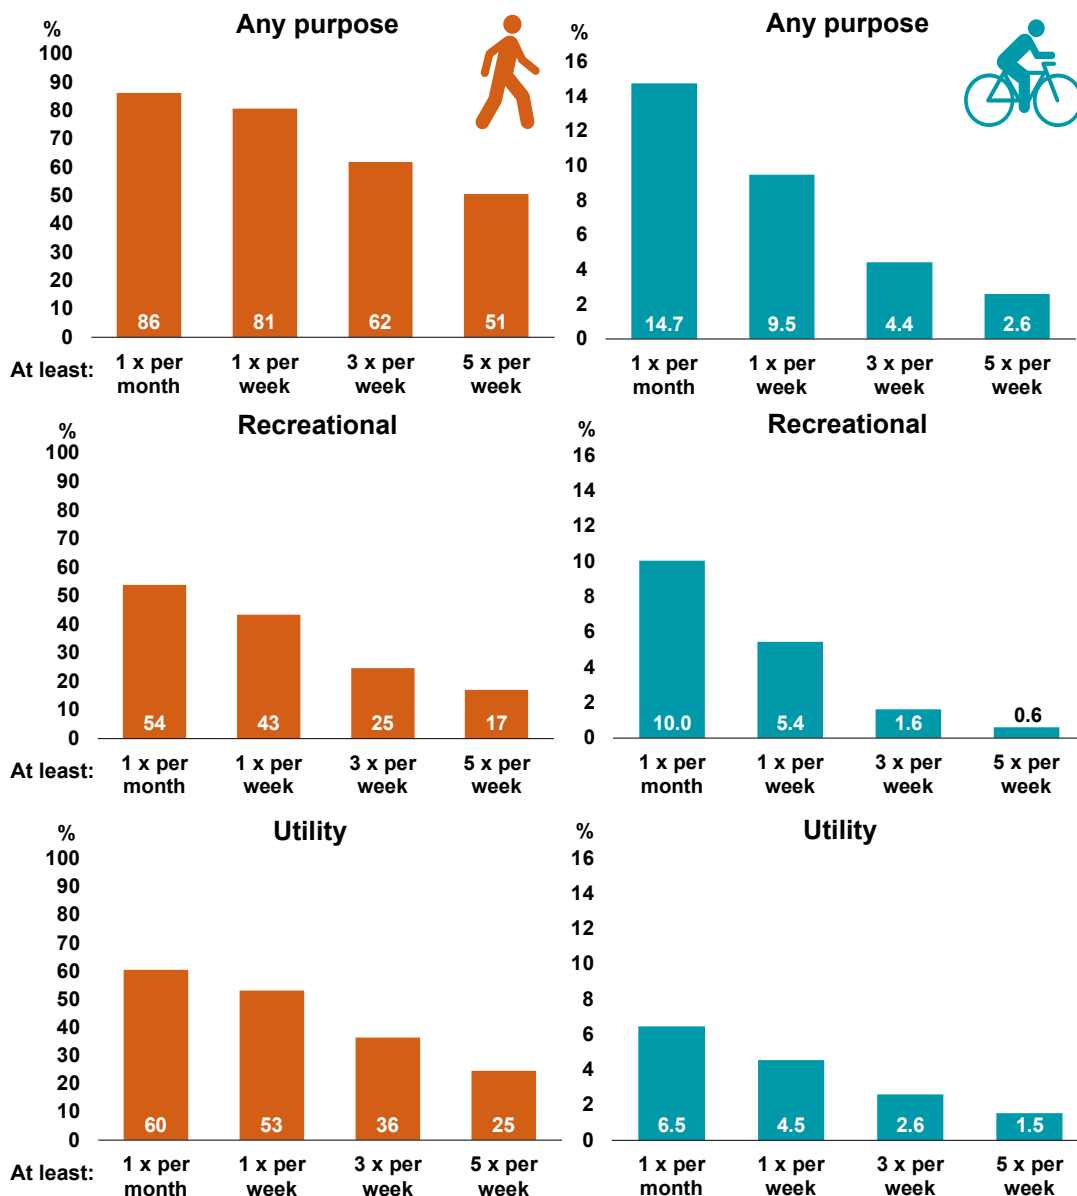 Any purpose
%
100
90
80
70
60
50
40
30
20
10
0
86
81
62
51
At least:
1 x per month
1 x per week
3 x per week
5 x per week
Any purpose
%
16
14
12
10
8
6
4
2
0
14.7
9.5
4.4
2.6
1 x per month
1 x per week
3 x per week
5 x per week
Recreational
%
100
90
80
70
60
50
40
30
20
10
0
54
43
25
17
At least:
1 x per month
1 x per week
3 x per week
5 x per week
Recreational
%
16
14
12
10
8
6
4
2
0
10.0
5.4
1.6
0.6
1 x per month
1 x per week
3 x per week
5 x per week
Utility
%
100
90
80
70
60
50
40
30
20
10
0
60
53
36
25
At least:
1 x per month
1 x per week
3 x per week
5 x per week
Utility
%
16
14
12
10
8
6
4
2
0
6.5
4.5
2.6
1.5
1 x per month
1 x per week
3 x per week
5 x per week